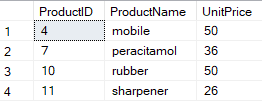 ProductID ProductName UnitPrice
1 4 mobile 50
2 7 peracitamol 36
3 10 rubber 50
4 11 sharpener 26